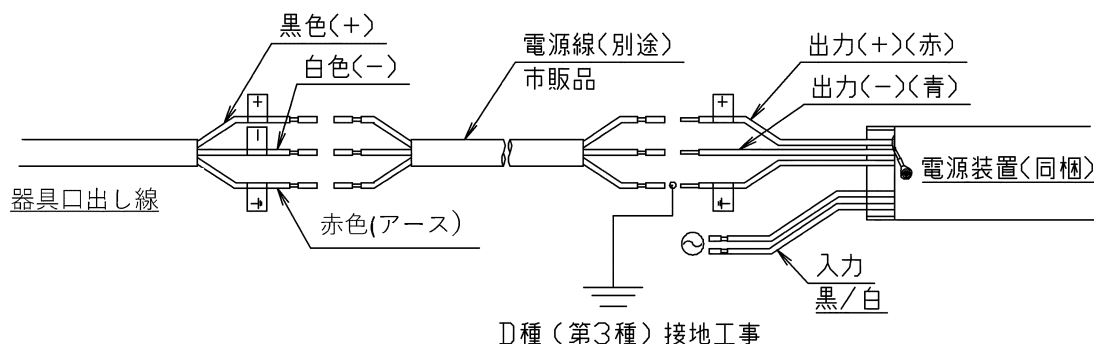 黒色(+)
白色(−)
電源線(別途)
市販品
出力(+)(赤)
出力(−)(青)
+
−
+
器具口出し線
赤色(アース)
電源装置(同梱)
入力
黒/白
D種(第3種)接地工事